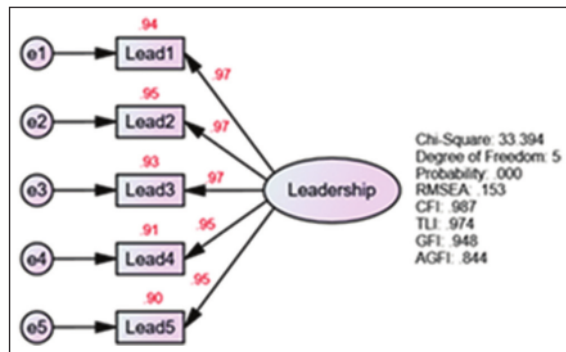 .94
e1 Lead1
.97
.95
e2 Lead2
.97
.93
e3 Lead3
.97
Leadership
.91
e4 Lead4
.95
.90
e5 Lead5
.95
Chi-Square: 33.394
Degree of Freedom: 5
Probability: .000
RMSEA: .153
CFI: .987
TLI: .974
GFI: .948
AGFI: .844